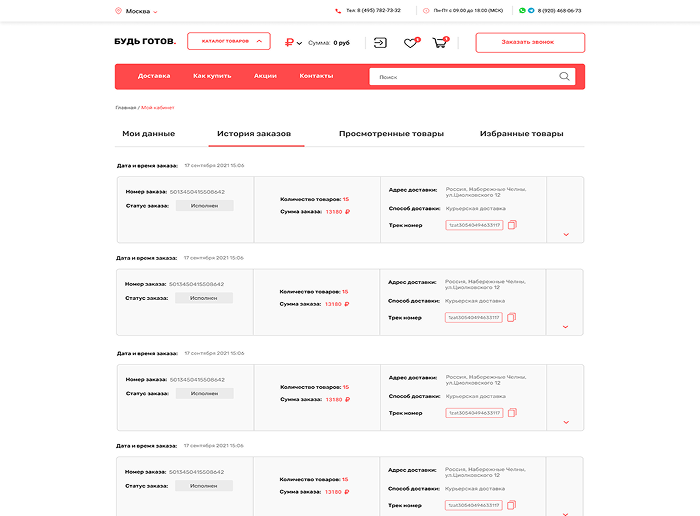 Москва
Тел: 8 (495) 782-73-32
Пн-Пт с 09:00 до 18:00 (МСК)
8 (920) 468-06-73
БУДЬ ГОТОВ.
КАТАЛОГ ТОВАРОВ
Сумма: 0 руб
Заказать звонок
Доставка
Как купить
Акции
Контакты
Поиск
Главная / Мой кабинет
Мои данные
История заказов
Просмотренные товары
Избранные товары
Дата и время заказа: 17 сентября 2021 15:06
Номер заказа: 5013450415508642
Статус заказа: Исполнен
Количество товаров: 15
Сумма заказа: 13180 ₽
Адрес доставки: Россия, Набережные Челны,
ул.Циолковского 12
Способ доставки: Курьерская доставка
Трек номер 1zat30540494633117
Дата и время заказа: 17 сентября 2021 15:06
Номер заказа: 5013450415508642
Статус заказа: Исполнен
Количество товаров: 15
Сумма заказа: 13180 ₽
Адрес доставки: Россия, Набережные Челны,
ул.Циолковского 12
Способ доставки: Курьерская доставка
Трек номер 1zat30540494633117
Дата и время заказа: 17 сентября 2021 15:06
Номер заказа: 5013450415508642
Статус заказа: Исполнен
Количество товаров: 15
Сумма заказа: 13180 ₽
Адрес доставки: Россия, Набережные Челны,
ул.Циолковского 12
Способ доставки: Курьерская доставка
Трек номер 1zat30540494633117
Дата и время заказа: 17 сентября 2021 15:06
Номер заказа: 5013450415508642
Статус заказа: Исполнен
Количество товаров: 15
Сумма заказа: 13180 ₽
Адрес доставки: Россия, Набережные Челны,
ул.Циолковского 12
Способ доставки: Курьерская доставка
Трек номер 1zat30540494633117